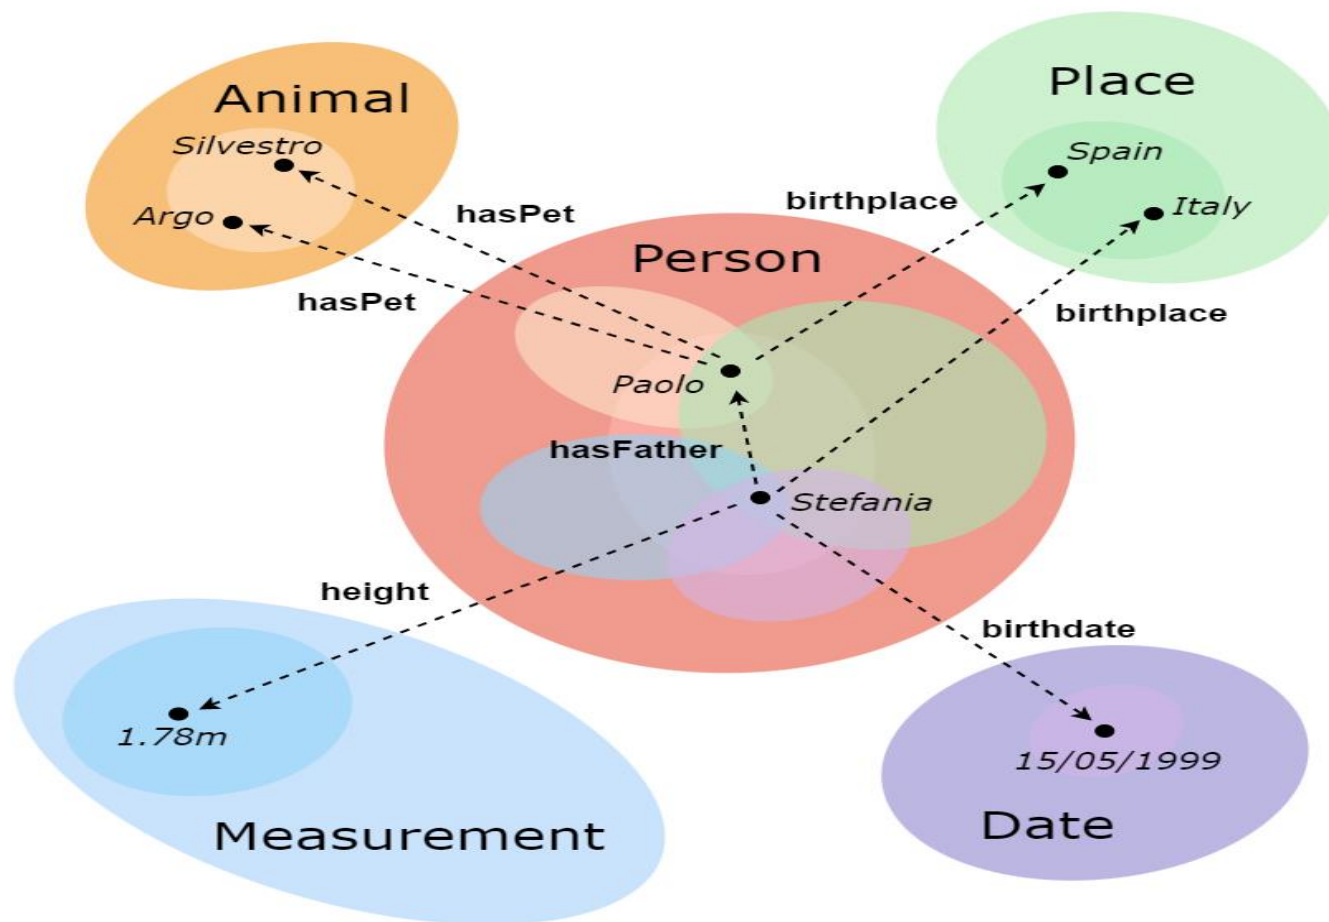 Animal
Place
Silvestro
Spain
Argo
hasPet
birthplace
Italy
Person
hasPet
birthplace
Paolo
hasFather
Stefania
height
birthdate
1.78m
15/05/1999
Measurement
Date